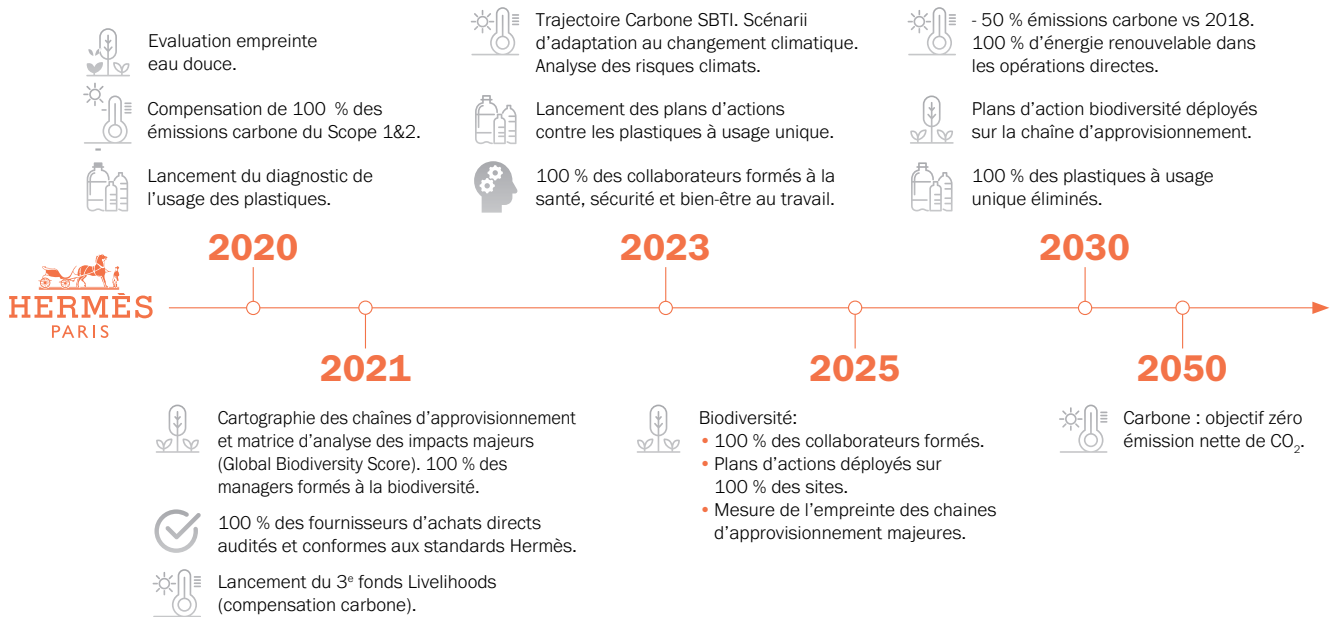 Evaluation empreinte
eau douce.
Compensation de 100 % des
émissions carbone du Scope 1&2.
Lancement du diagnostic de
l'usage des plastiques.
2020
Trajectoire Carbone SBTI. Scénarii
d'adaptation au changement climatique.
Analyse des risques climats.
Lancement des plans d'actions
contre les plastiques à usage unique.
100 % des collaborateurs formés à la
santé, sécurité et bien-être au travail.
2023
- 50 % émissions carbone vs 2018.
100 % d'énergie renouvelable dans
les opérations directes.
Plans d'action biodiversité déployés
sur la chaîne d'approvisionnement.
100 % des plastiques à usage
unique éliminés.
2030
HERMÈS
PARIS
2021
Cartographie des chaînes d'approvisionnement
et matrice d'analyse des impacts majeurs
(Global Biodiversity Score). 100 % des
managers formés à la biodiversité.
100 % des fournisseurs d'achats directs
audités et conformes aux standards Hermès.
Lancement du 3e fonds Livelihoods
(compensation carbone).
2025
Biodiversité:
• 100 % des collaborateurs formés.
• Plans d'actions déployés sur
100 % des sites.
• Mesure de l'empreinte des chaines
d'approvisionnement majeures.
2050
Carbone : objectif zéro
émission nette de CO2.